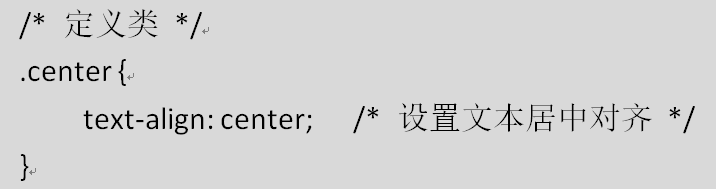 /* 定义类 */
.center {
text-align: center; /* 设置文本居中对齐 */
}